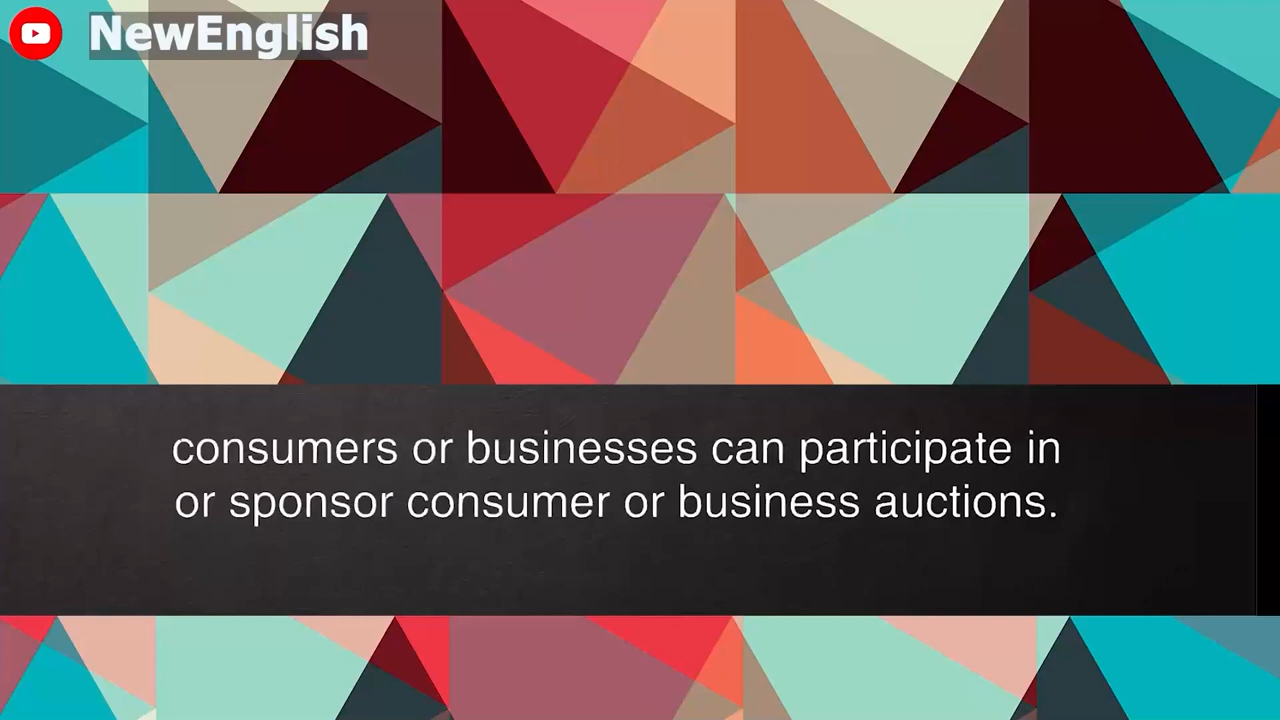 NewEnglish
consumers or businesses can participate in
or sponsor consumer or business auctions.